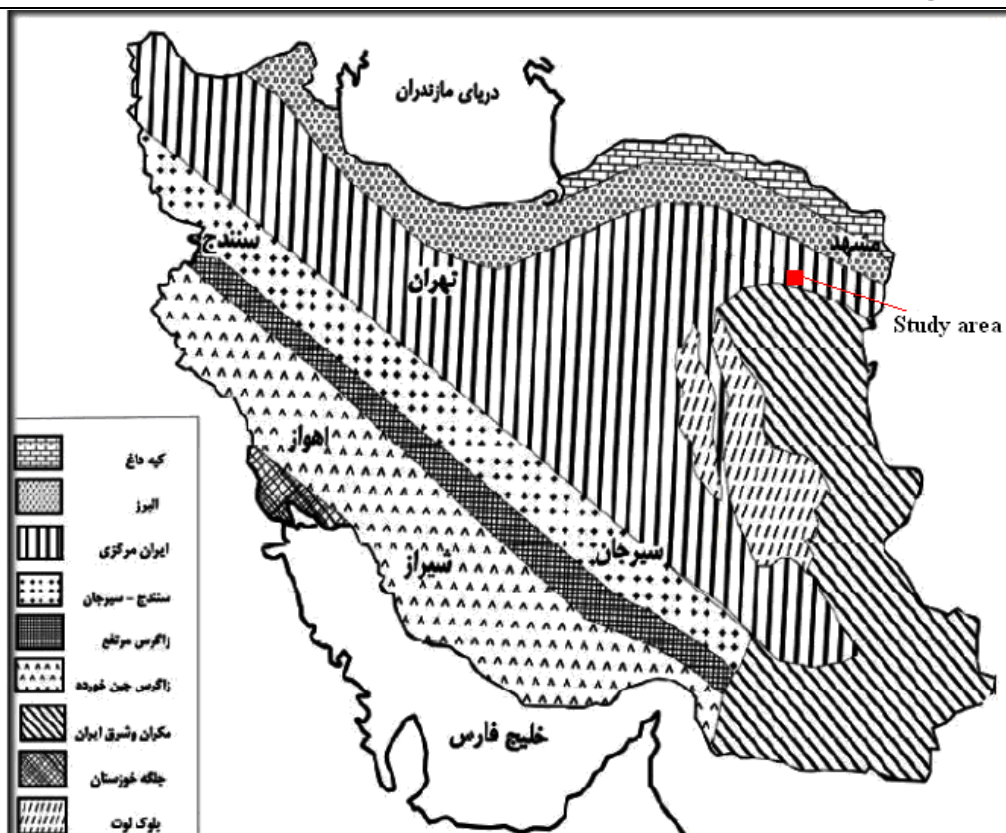 دریای مازندران
مشهد
سنندج
تهران
Study area
اهواز
سیرجان
شیراز
خلیج فارس
کپه داغ
البرز
ایران مرکزی
سنندج - سیرجان
زاگرس مرتفع
زاگرس چین خورده
مکران وشرق ایران
جلگه خوزستان
بلوک لوت